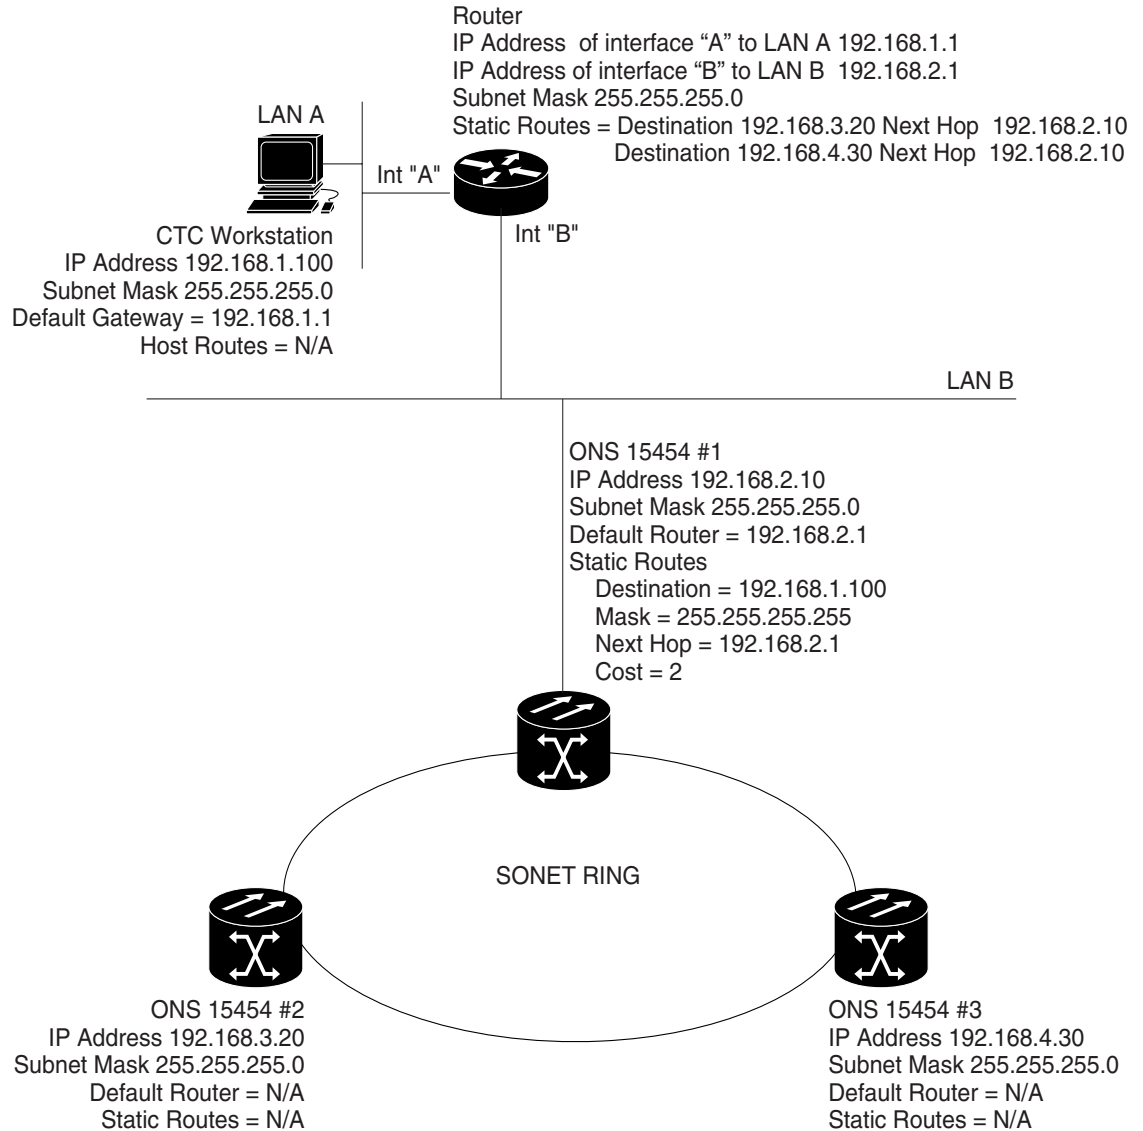 Router
IP Address of interface “A” to LAN A 192.168.1.1
IP Address of interface “B” to LAN B 192.168.2.1
Subnet Mask 255.255.255.0
Static Routes = Destination 192.168.3.20 Next Hop 192.168.2.10
Destination 192.168.4.30 Next Hop 192.168.2.10
LAN A
Int "A"
Int "B"
CTC Workstation
IP Address 192.168.1.100
Subnet Mask 255.255.255.0
Default Gateway = 192.168.1.1
Host Routes = N/A
LAN B
ONS 15454 #1
IP Address 192.168.2.10
Subnet Mask 255.255.255.0
Default Router = 192.168.2.1
Static Routes
Destination = 192.168.1.100
Mask = 255.255.255.255
Next Hop = 192.168.2.1
Cost = 2
SONET RING
ONS 15454 #2
IP Address 192.168.3.20
Subnet Mask 255.255.255.0
Default Router = N/A
Static Routes = N/A
ONS 15454 #3
IP Address 192.168.4.30
Subnet Mask 255.255.255.0
Default Router = N/A
Static Routes = N/A